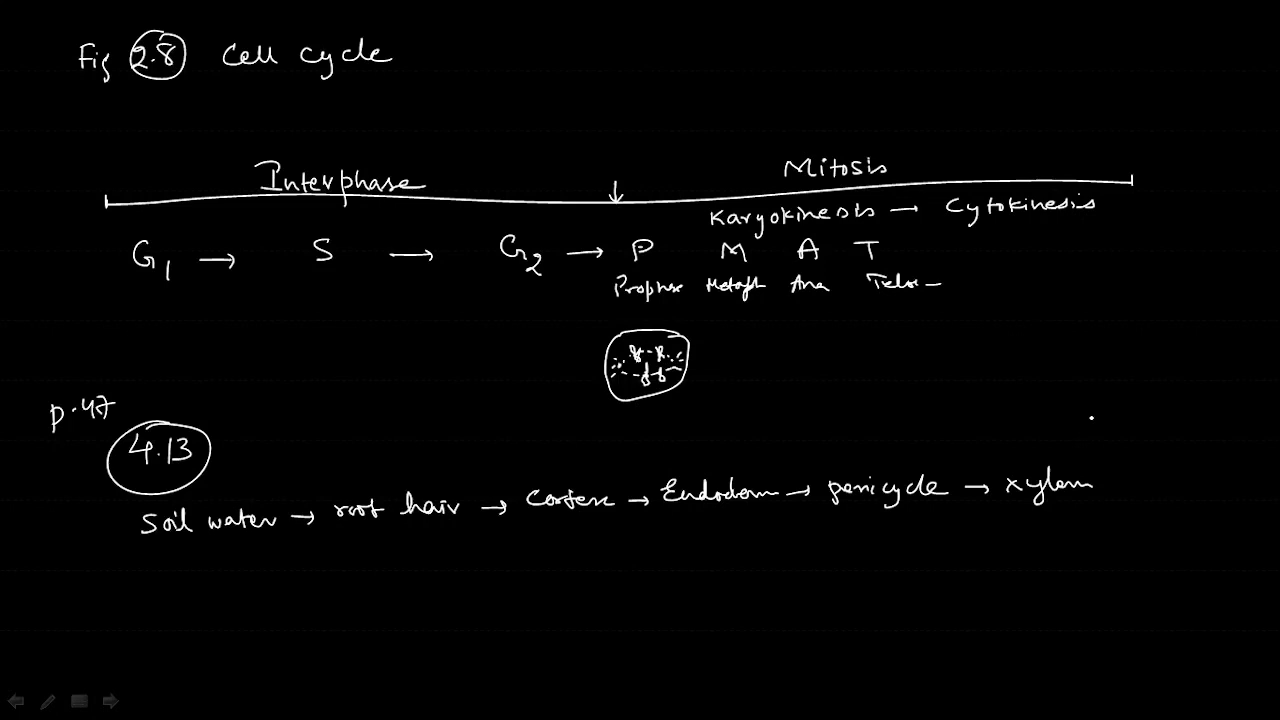 Fig 2.8 Cell cycle
Interphase Mitosis
Karyokinesis → Cytokinesis
G1 → S → G2 → P M A T
Prophase Metaph Ana Telo -
p.47
4.13
Soil water → root hair → Cortex → Endoderm → pericycle → xylem